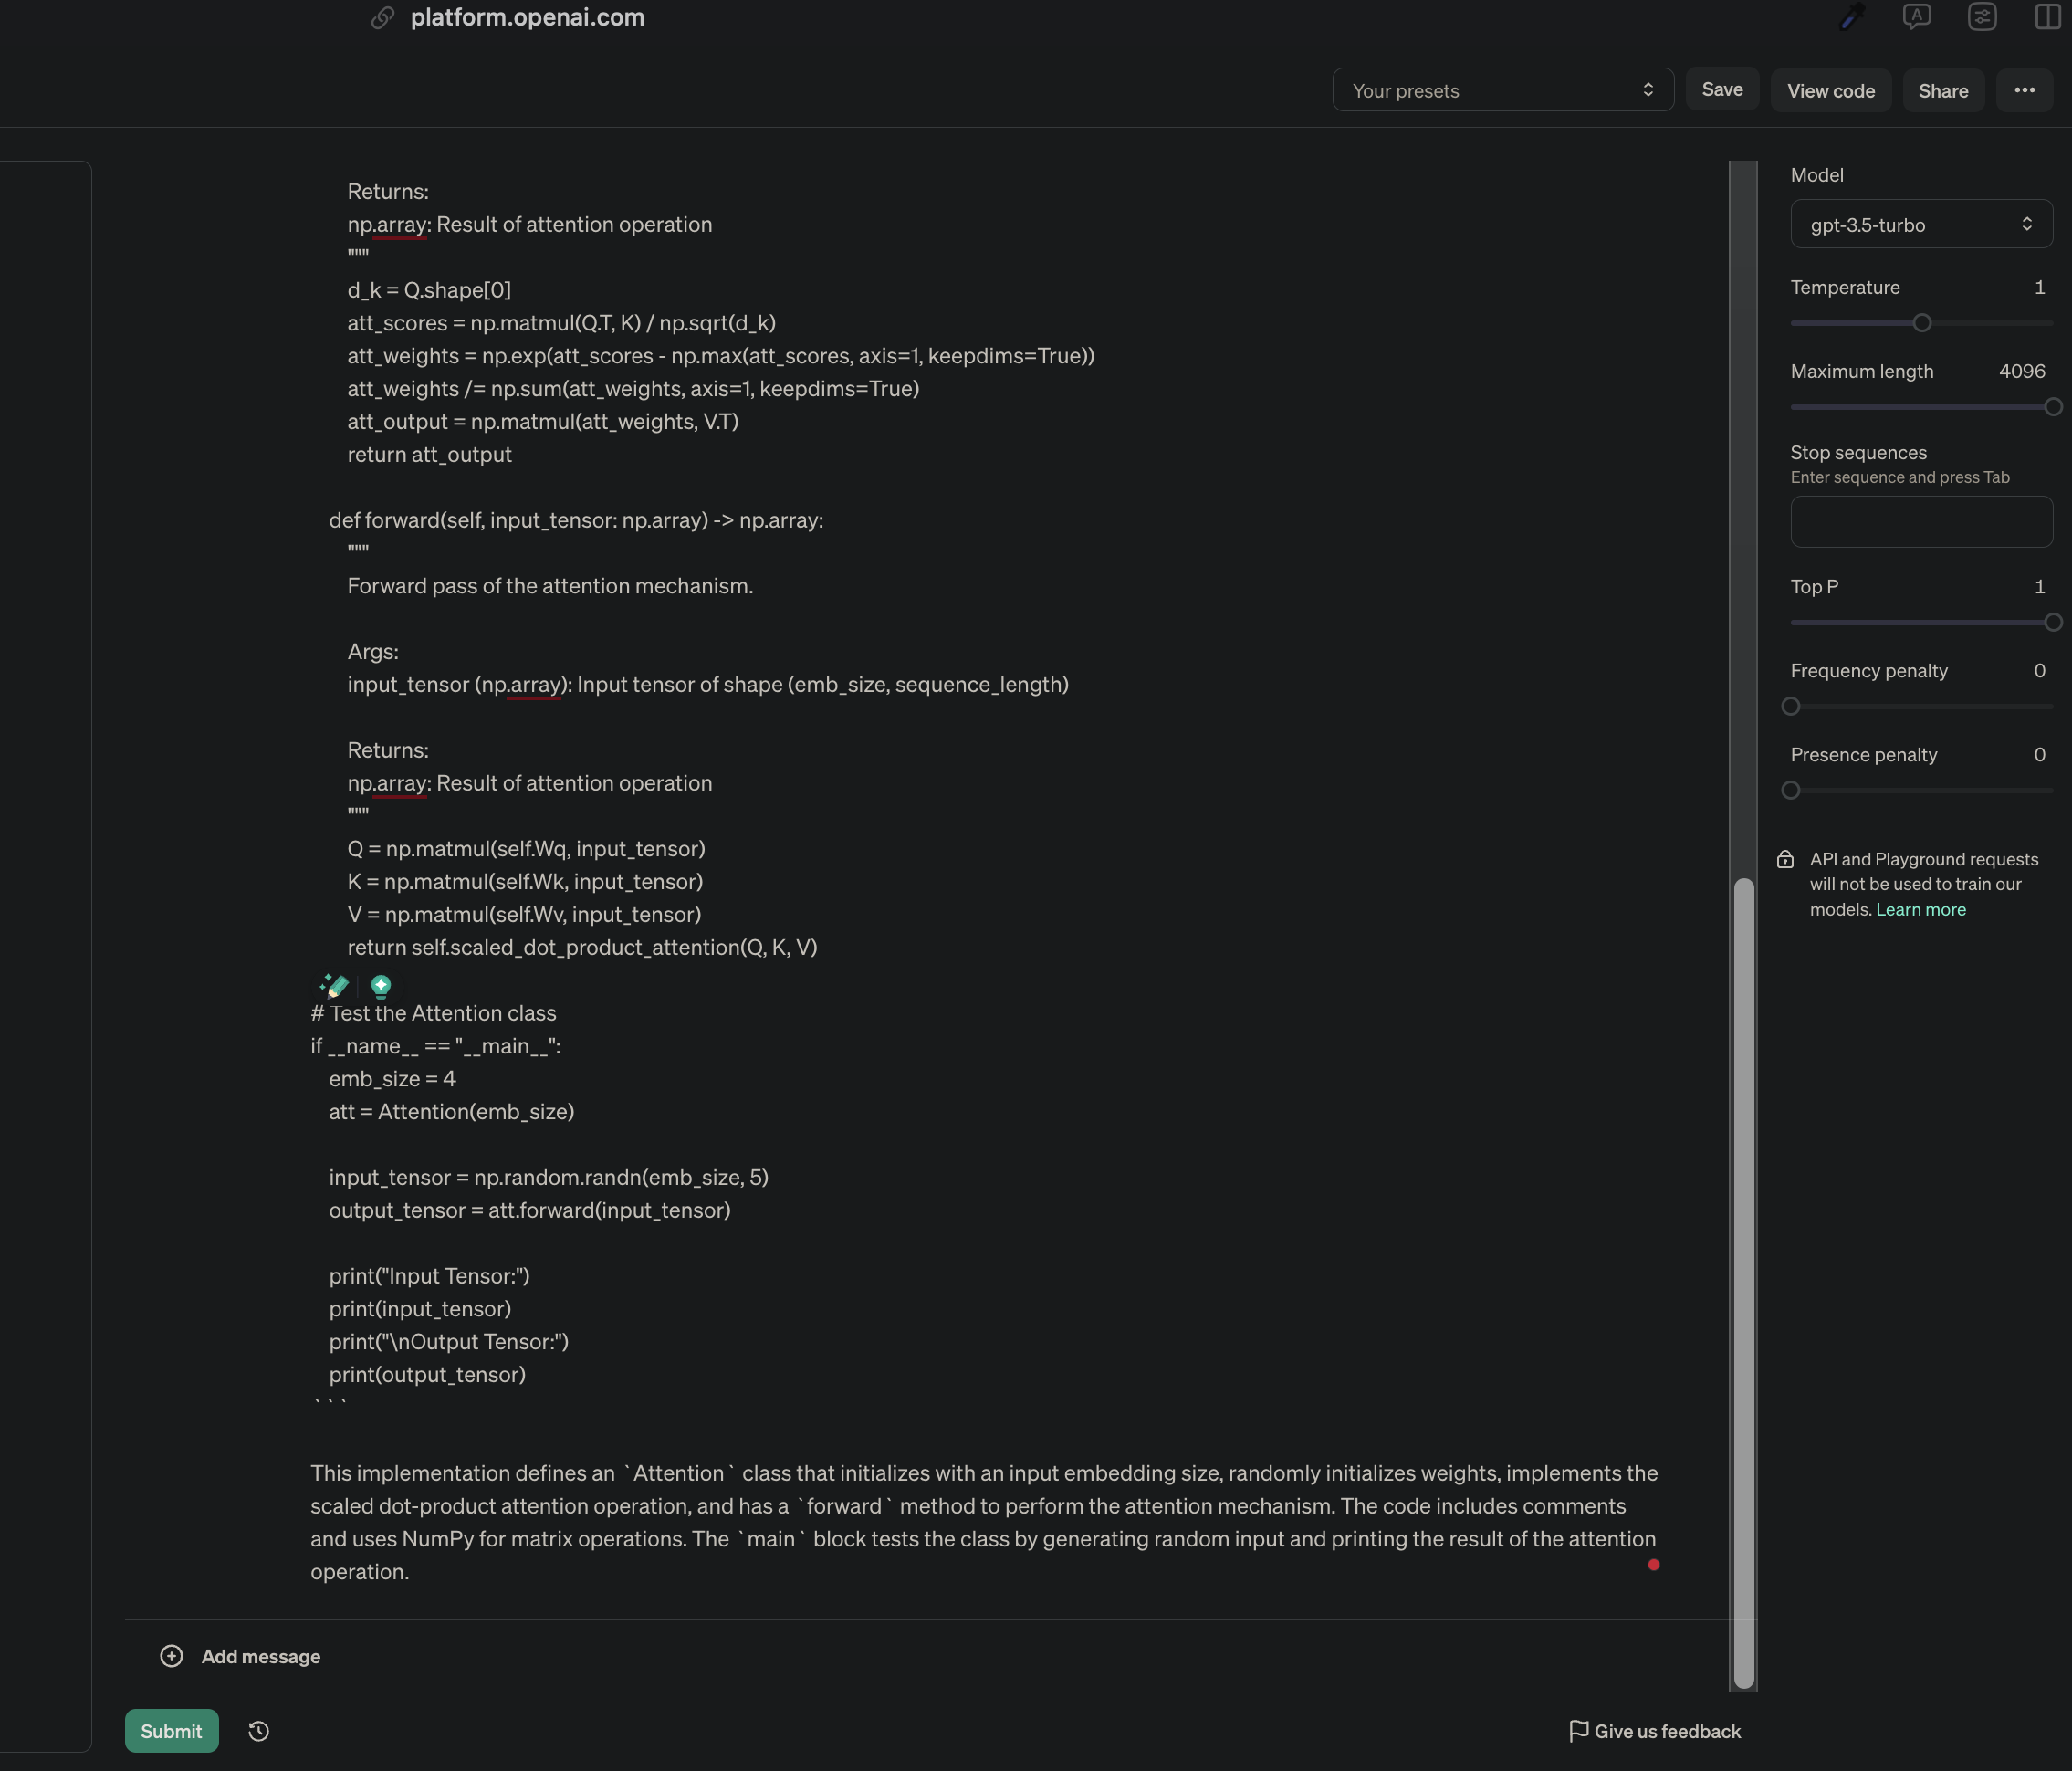 platform.openai.com
Your presets
Save
View code
Share
Returns:
np.array: Result of attention operation
"""
d_k = Q.shape[0]
att_scores = np.matmul(Q.T, K) / np.sqrt(d_k)
att_weights = np.exp(att_scores - np.max(att_scores, axis=1, keepdims=True))
att_weights /= np.sum(att_weights, axis=1, keepdims=True)
att_output = np.matmul(att_weights, V.T)
return att_output
def forward(self, input_tensor: np.array) -> np.array:
"""
Forward pass of the attention mechanism.
Args:
input_tensor (np.array): Input tensor of shape (emb_size, sequence_length)
Returns:
np.array: Result of attention operation
"""
Q = np.matmul(self.Wq, input_tensor)
K = np.matmul(self.Wk, input_tensor)
V = np.matmul(self.Wv, input_tensor)
return self.scaled_dot_product_attention(Q, K, V)
# Test the Attention class
if __name__ == "__main__":
emb_size = 4
att = Attention(emb_size)
input_tensor = np.random.randn(emb_size, 5)
output_tensor = att.forward(input_tensor)
print("Input Tensor:")
print(input_tensor)
print("\nOutput Tensor:")
print(output_tensor)
```
This implementation defines an `Attention` class that initializes with an input embedding size, randomly initializes weights, implements the
scaled dot-product attention operation, and has a `forward` method to perform the attention mechanism. The code includes comments
and uses NumPy for matrix operations. The `main` block tests the class by generating random input and printing the result of the attention
operation.
Add message
Submit
Give us feedback
Model
gpt-3.5-turbo
Temperature 1
Maximum length 4096
Stop sequences
Enter sequence and press Tab
Top P 1
Frequency penalty 0
Presence penalty 0
API and Playground requests
will not be used to train our
models. Learn more